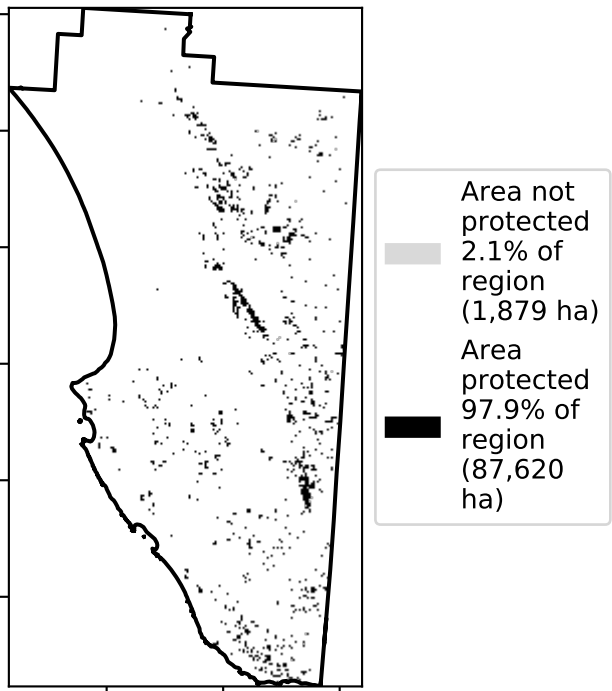 Area not
protected
2.1% of
region
(1,879 ha)
Area
protected
97.9% of
region
(87,620
ha)